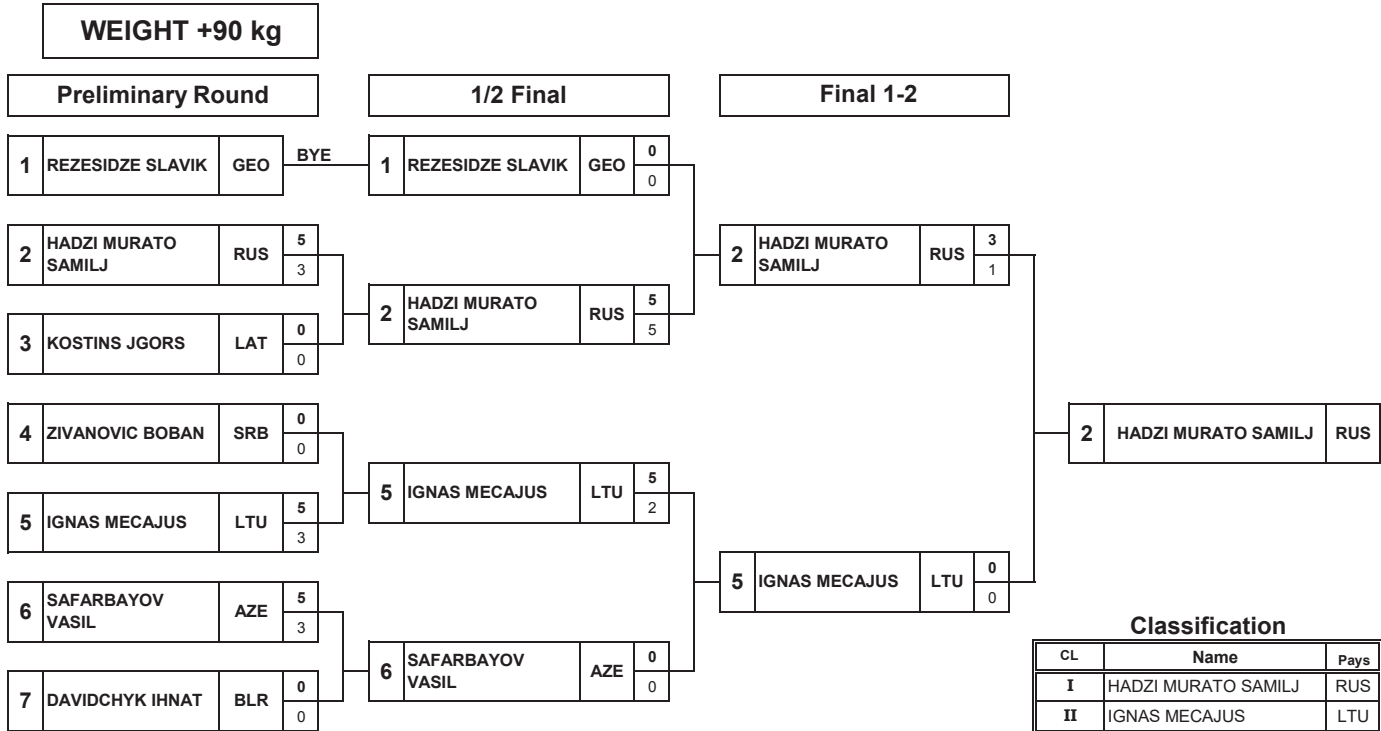 WEIGHT +90 kg
Preliminary Round
1/2 Final
Final 1-2
1 REZESIDZE SLAVIK GEO BYE
1 REZESIDZE SLAVIK GEO 0
0
2 HADZI MURATO
SAMILJ RUS 5
3
2 HADZI MURATO
SAMILJ RUS 3
1
2 HADZI MURATO
SAMILJ RUS 5
5
3 KOSTINS JGORS LAT 0
0
4 ZIVANOVIC BOBAN SRB 0
0
2 HADZI MURATO SAMILJ RUS
5 IGNAS MECAJUS LTU 5
2
5 IGNAS MECAJUS LTU 5
3
5 IGNAS MECAJUS LTU 0
0
6 SAFARBAYOV
VASIL AZE 5
3
6 SAFARBAYOV
VASIL AZE 0
0
7 DAVIDCHYK IHNAT BLR 0
0
Classification
CL Name Pays
I HADZI MURATO SAMILJ RUS
II IGNAS MECAJUS LTU